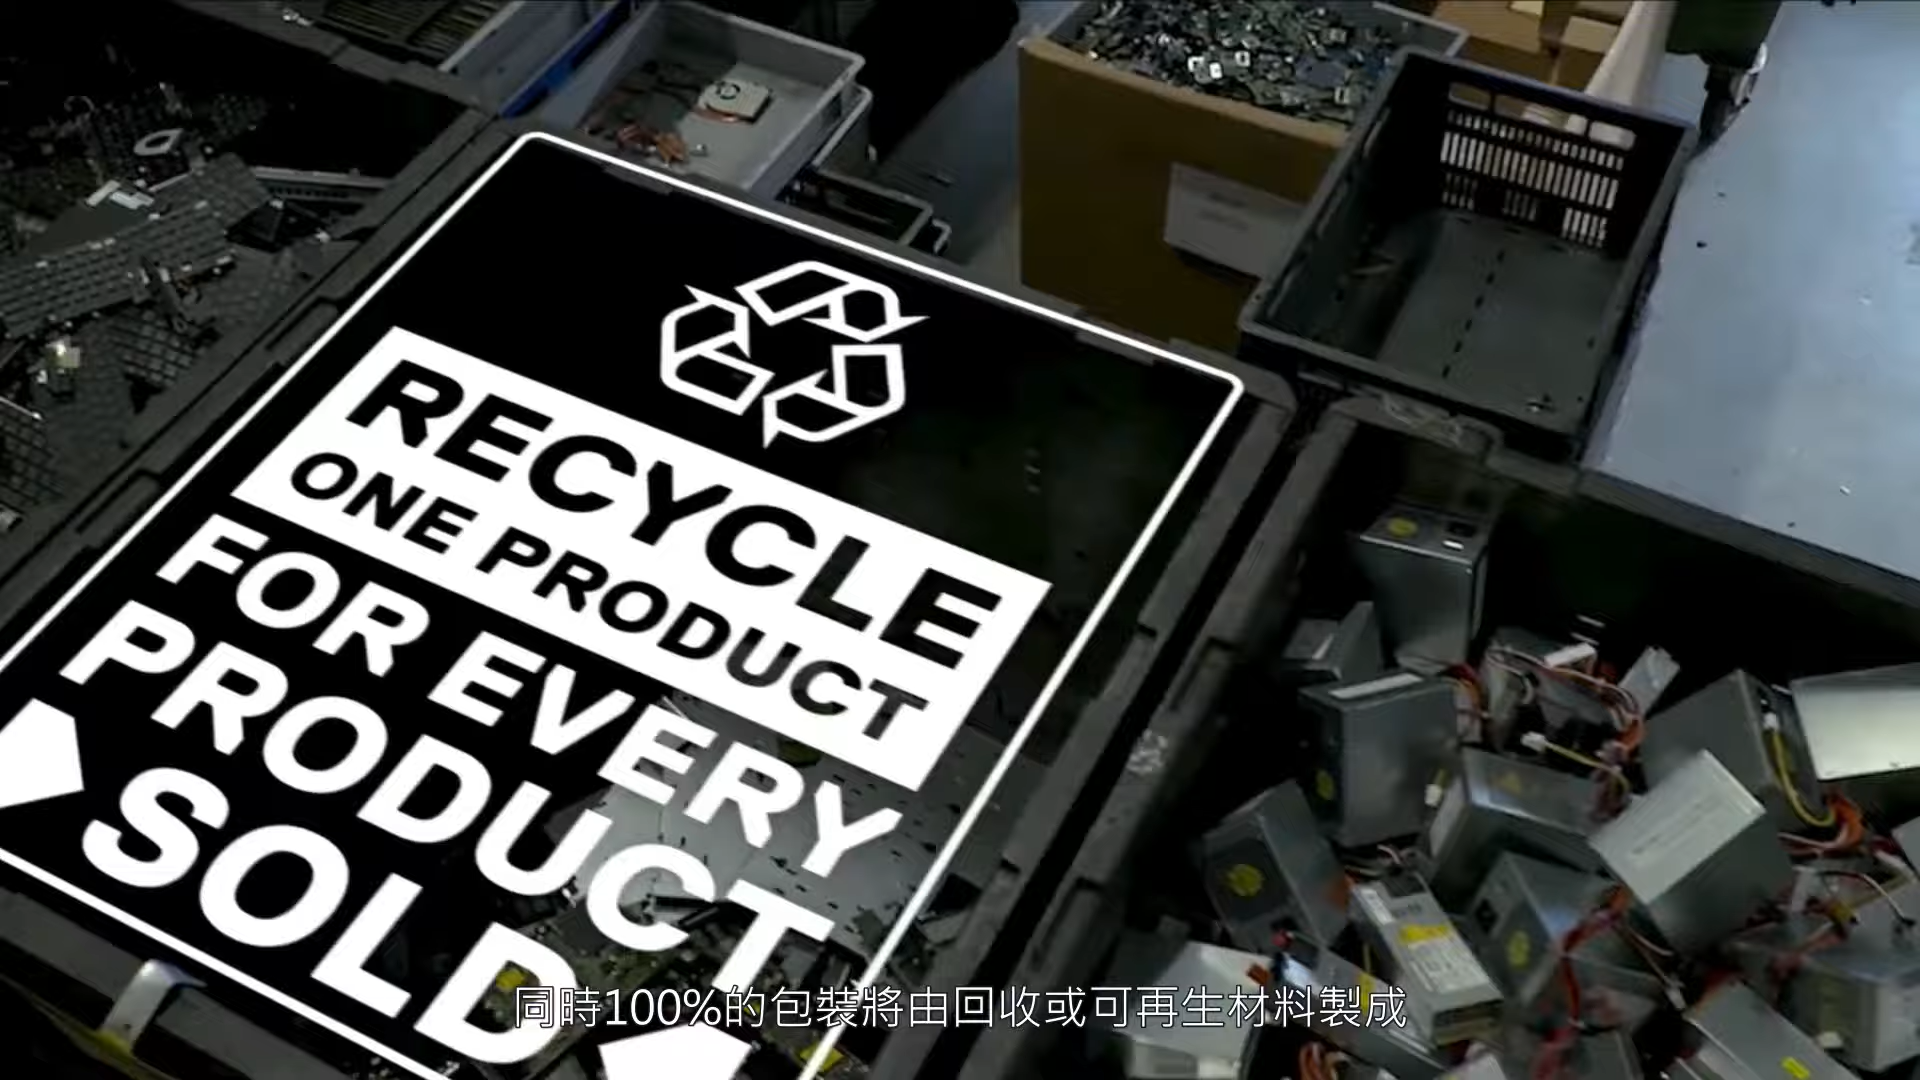 RECYCLE
ONE PRODUCT
FOR EVERY
PRODUCT
SOLD
同時100%的包裝將由回收或可再生材料製成